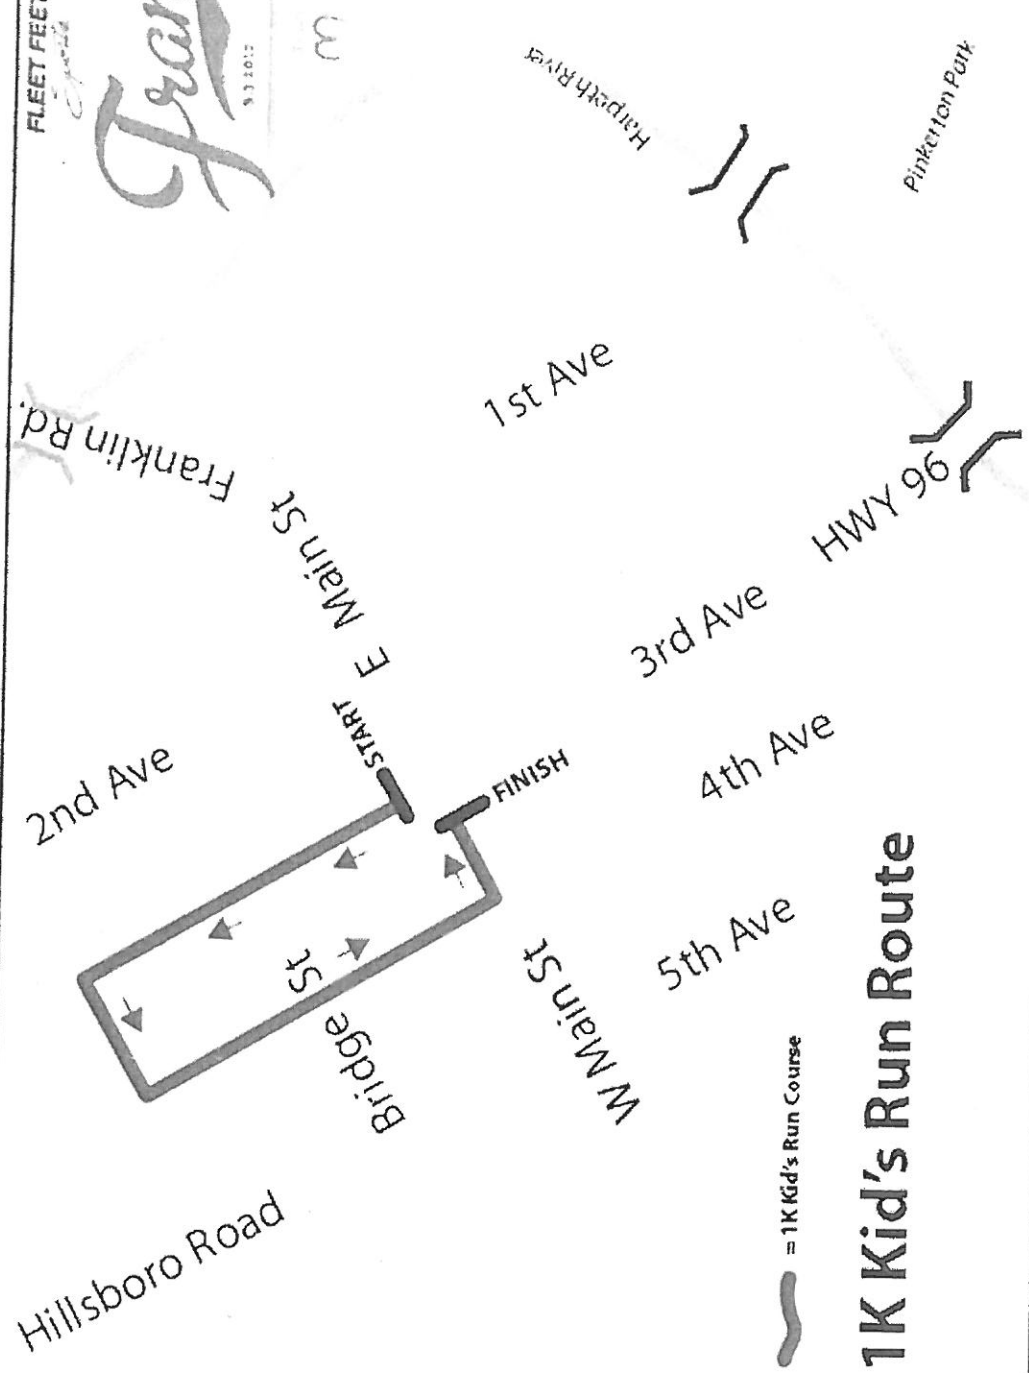 FLEET FEET
Sports
Fran
Harpeth River
Pinkerton Park
Franklin Rd.
E Main St
1st Ave
HWY 96
2nd Ave
START
FINISH
3rd Ave
4th Ave
5th Ave
Bridge St
W Main St
Hillsboro Road
= 1K Kid's Run Course
1K Kid's Run Route